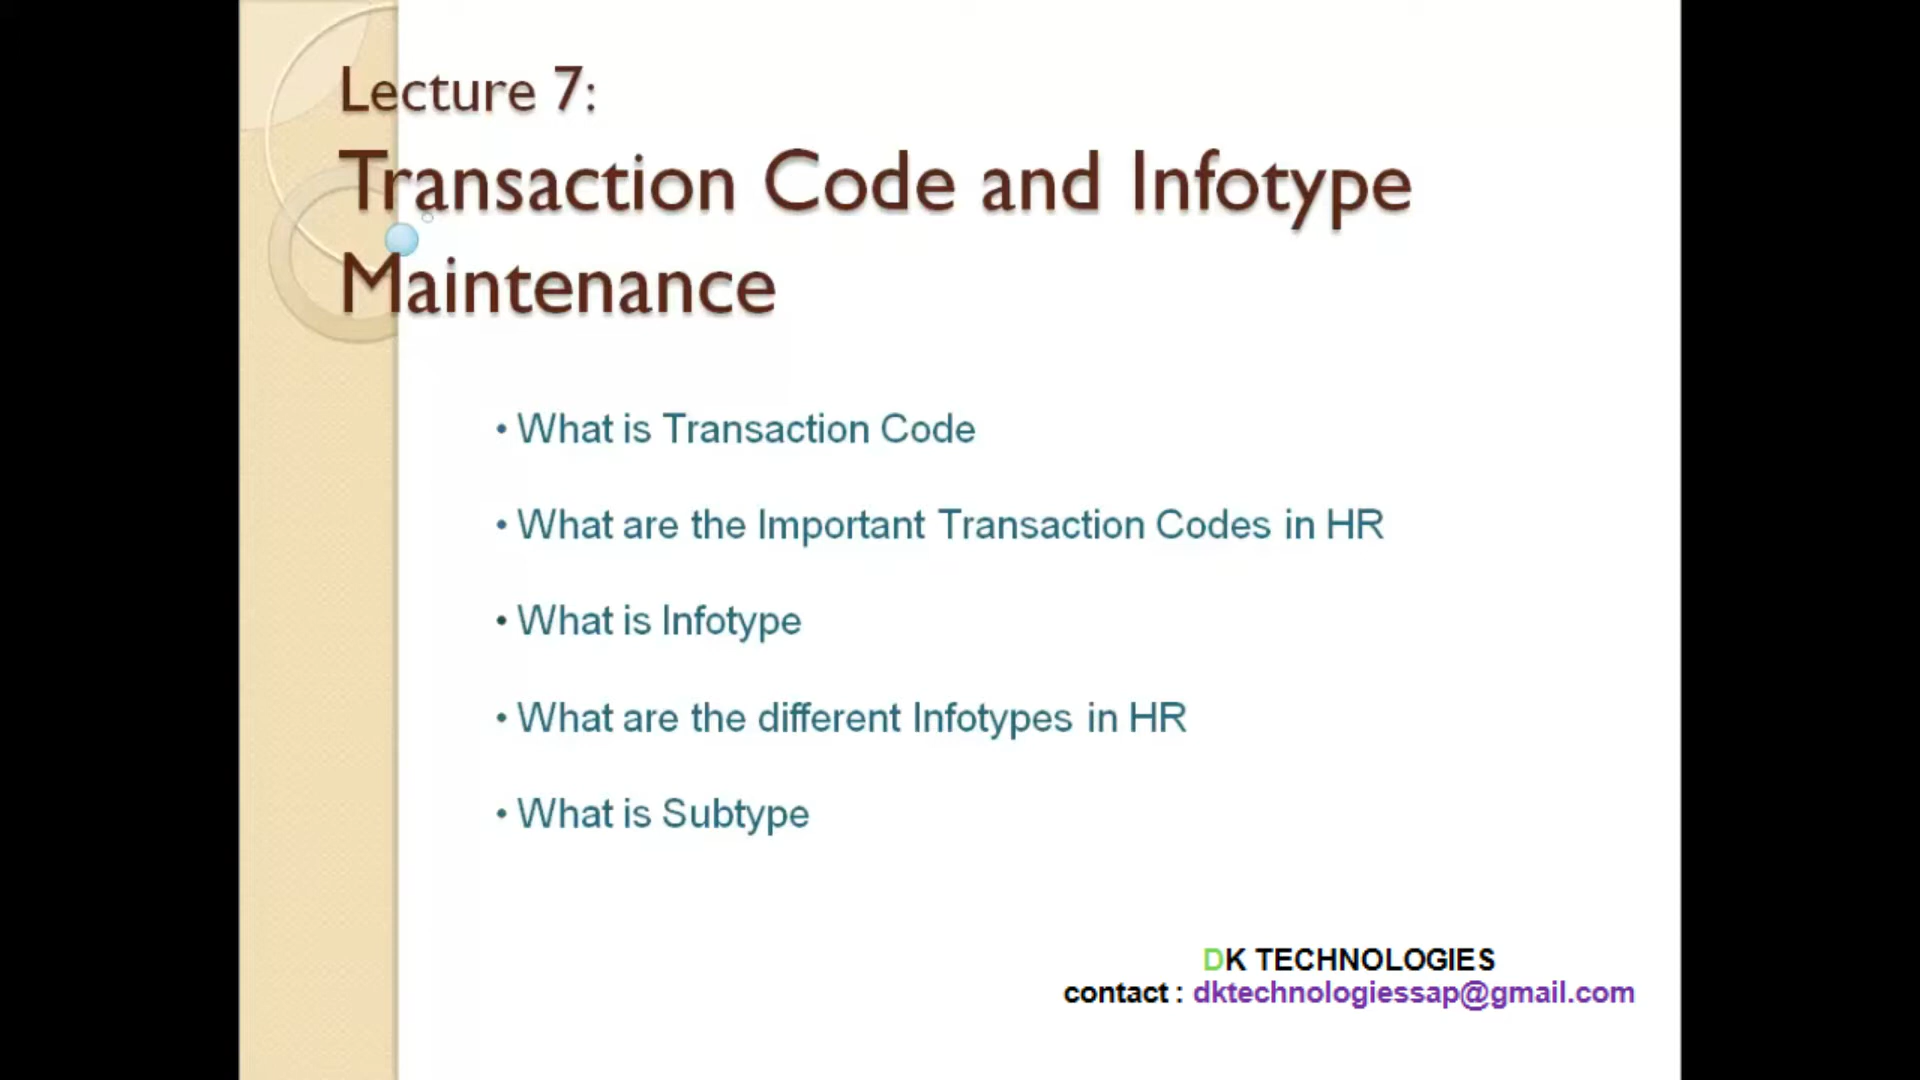 Lecture 7:
Transaction Code and Infotype
Maintenance
• What is Transaction Code
• What are the Important Transaction Codes in HR
• What is Infotype
• What are the different Infotypes in HR
• What is Subtype
DK TECHNOLOGIES
contact : dktechnologiessap@gmail.com